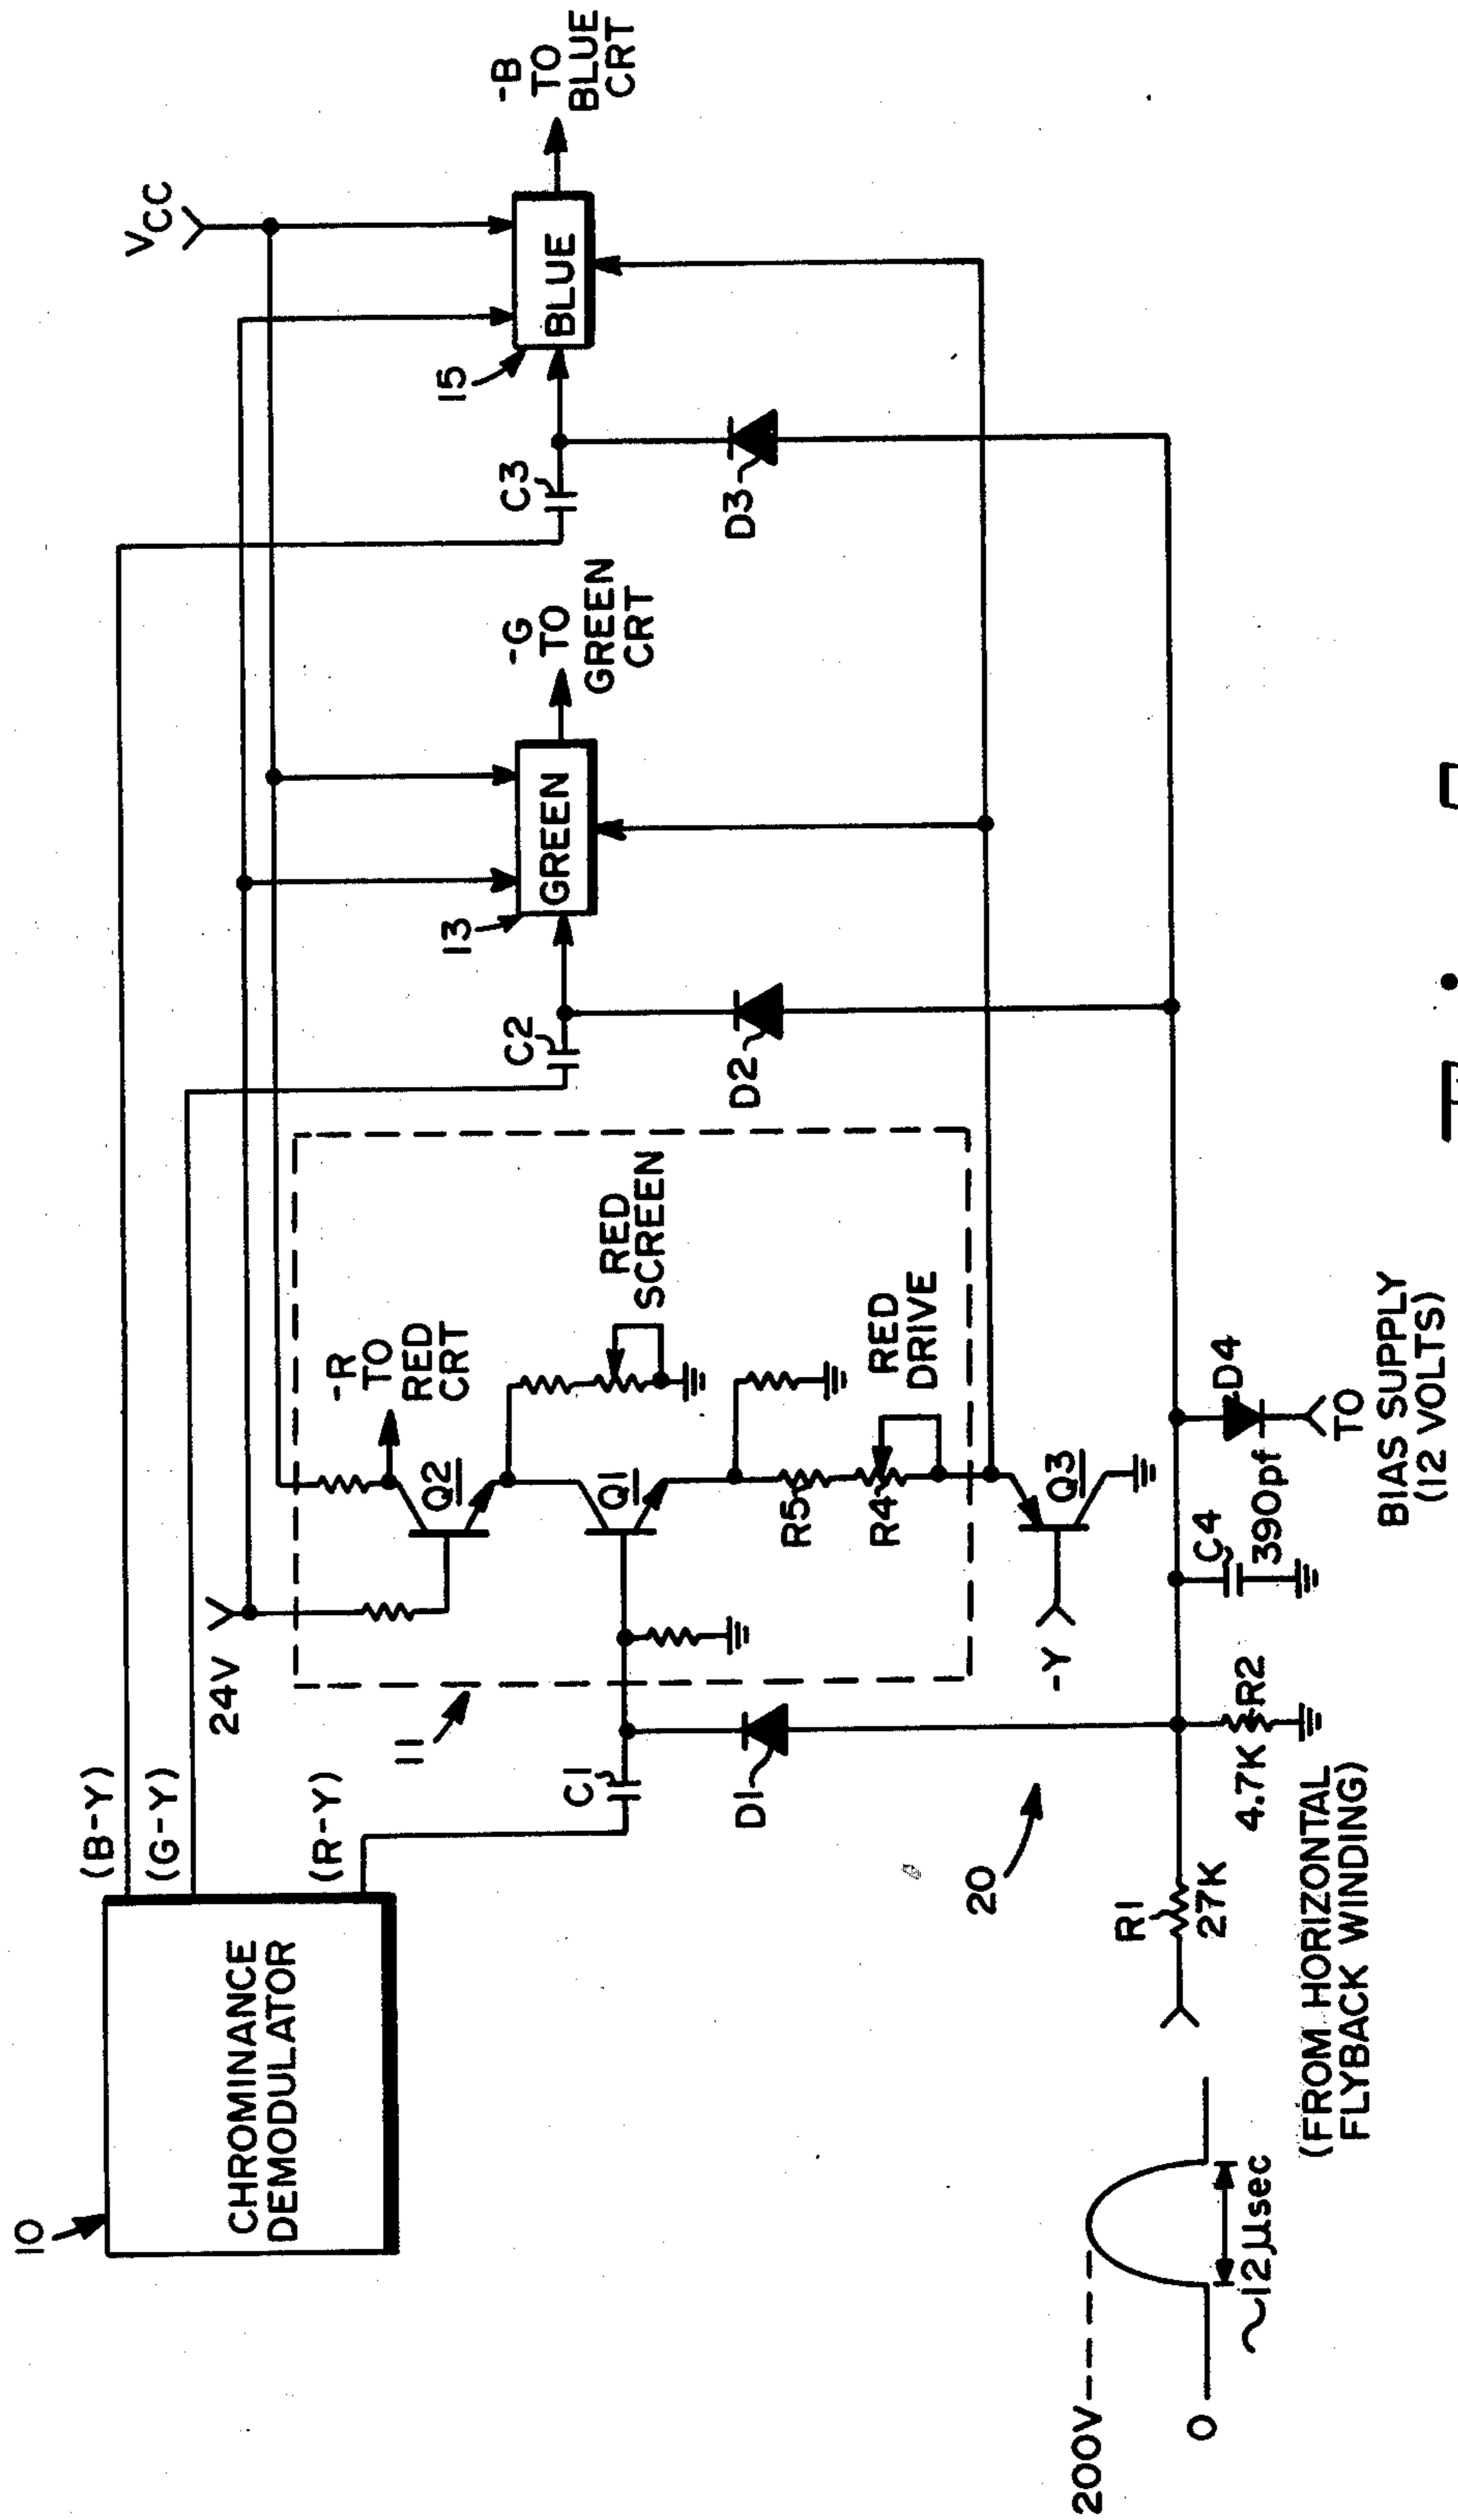 10
CHROMINANCE
DEMODULATOR
(B-Y)
(G-Y)
(R-Y)
24V
VCC
11
-R
TO
RED
CRT
Q2
RED
SCREEN
Q1
R5
R4
RED
DRIVE
Q3
-Y
C1
D1
C2
D2
13
GREEN
-G
TO
GREEN
CRT
C3
D3
15
BLUE
-B
TO
BLUE
CRT
20
200V
0
~12µsec
R1
27K
(FROM HORIZONTAL
FLYBACK WINDING)
4.7K
R2
C4
390pf
D4
TO
BIAS SUPPLY
(12 VOLTS)